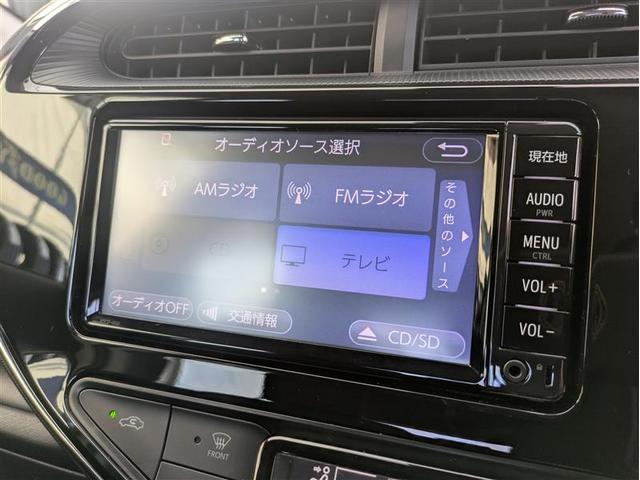 オーディオソース選択
AMラジオ
FMラジオ
その他のソース
CD
テレビ
オーディオOFF
交通情報
CD/SD
現在地
AUDIO
PWR
MENU
CTRL
VOL+
VOL-
FRONT